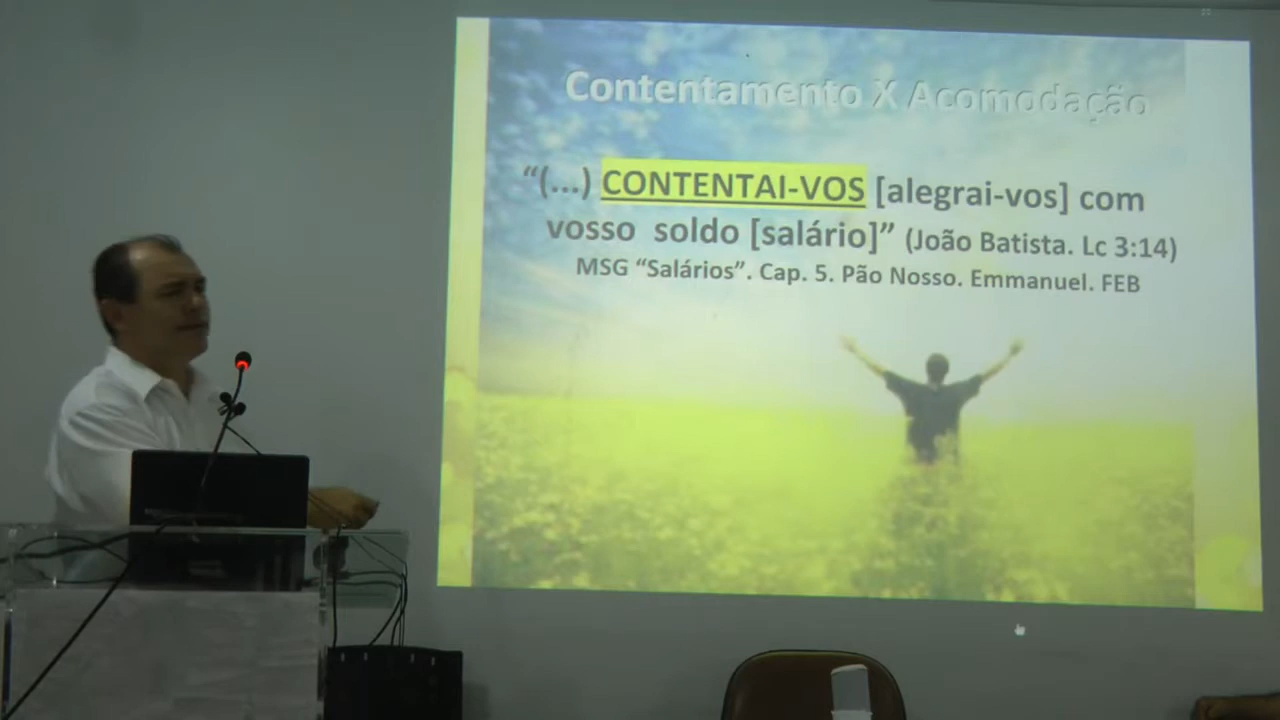 Contentamento X Acomodação
“(...) CONTENTAI-VOS [alegrai-vos] com
vosso soldo [salário]” (João Batista. Lc 3:14)
MSG “Salários”. Cap. 5. Pão Nosso. Emmanuel. FEB